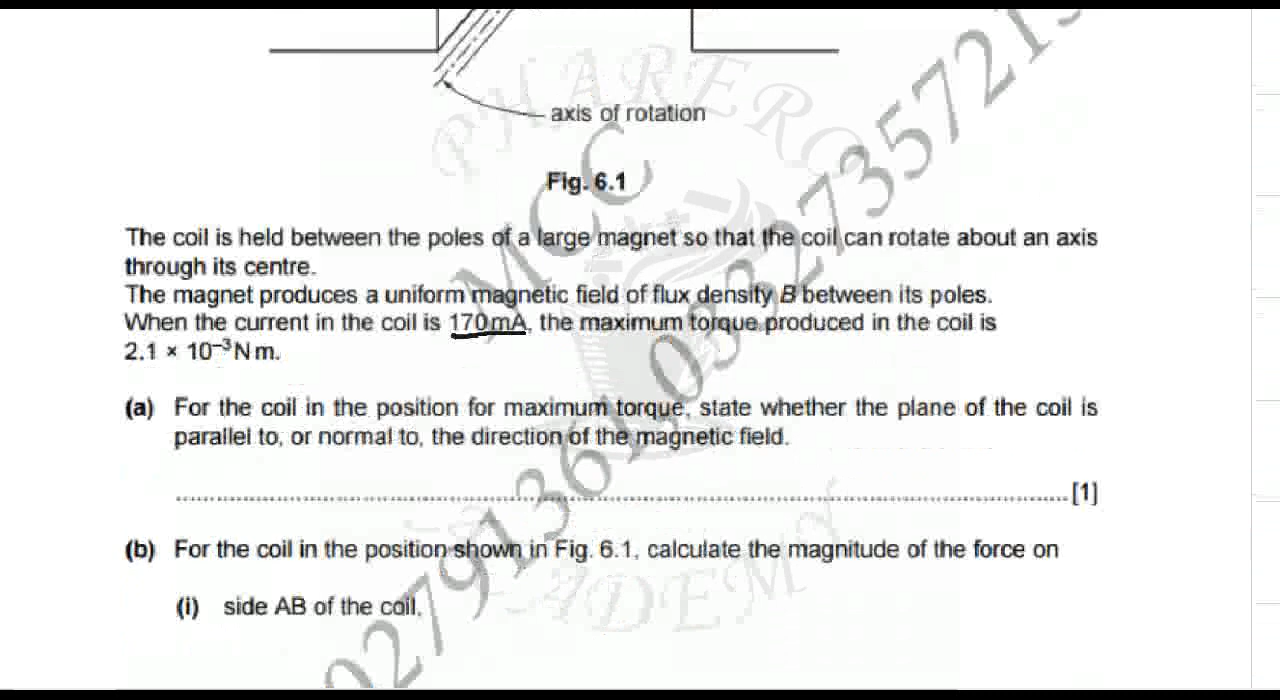 axis of rotation
Fig. 6.1
The coil is held between the poles of a large magnet so that the coil can rotate about an axis
through its centre.
The magnet produces a uniform magnetic field of flux density B between its poles.
When the current in the coil is 170 mA, the maximum torque produced in the coil is
2.1 × 10⁻³ N m.
(a) For the coil in the position for maximum torque, state whether the plane of the coil is
parallel to, or normal to, the direction of the magnetic field.
[1]
(b) For the coil in the position shown in Fig. 6.1, calculate the magnitude of the force on
(i) side AB of the coil,
MCC